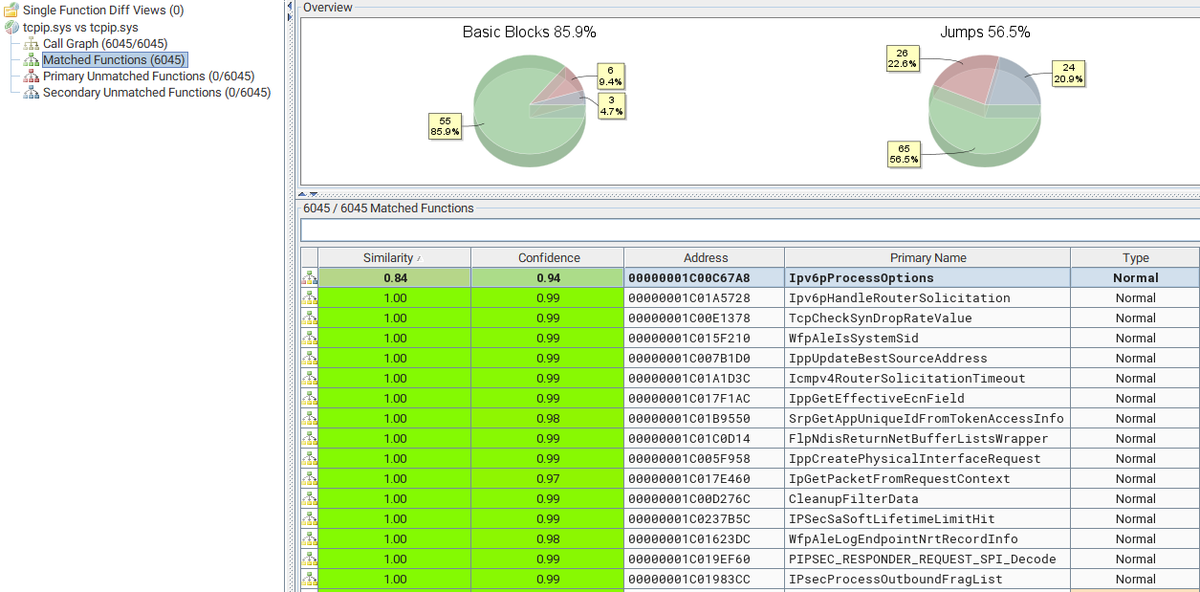 Single Function Diff Views (0)
tcpip.sys vs tcpip.sys
Call Graph (6045/6045)
Matched Functions (6045)
Primary Unmatched Functions (0/6045)
Secondary Unmatched Functions (0/6045)
Overview
Basic Blocks 85.9%
6
9.4%
3
4.7%
55
85.9%
Jumps 56.5%
26
22.6%
24
20.9%
65
56.5%
6045 / 6045 Matched Functions
Similarity Confidence Address Primary Name Type
0.84 0.94 00000001C00C67A8 Ipv6pProcessOptions Normal
1.00 0.99 00000001C01A5728 Ipv6pHandleRouterSolicitation Normal
1.00 0.99 00000001C00E1378 TcpCheckSynDropRateValue Normal
1.00 0.99 00000001C015F210 WfpAleIsSystemSid Normal
1.00 0.99 00000001C007B1D0 IppUpdateBestSourceAddress Normal
1.00 0.99 00000001C01A1D3C Icmpv4RouterSolicitationTimeout Normal
1.00 0.99 00000001C017F1AC IppGetEffectiveEcnField Normal
1.00 0.98 00000001C01B9550 SrpGetAppUniqueIdFromTokenAccessInfo Normal
1.00 0.99 00000001C01C0D14 FlpNdisReturnNetBufferListsWrapper Normal
1.00 0.99 00000001C005F958 IppCreatePhysicalInterfaceRequest Normal
1.00 0.97 00000001C017E460 IpGetPacketFromRequestContext Normal
1.00 0.99 00000001C00D276C CleanupFilterData Normal
1.00 0.99 00000001C0237B5C IPSecSaSoftLifetimeLimitHit Normal
1.00 0.98 00000001C01623DC WfpAleLogEndpointNrtRecordInfo Normal
1.00 0.99 00000001C019EF60 PIPSEC_RESPONDER_REQUEST_SPI_Decode Normal
1.00 0.99 00000001C01983CC IPsecProcessOutboundFragList Normal